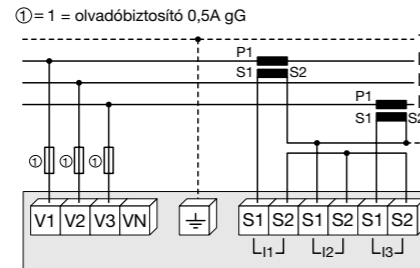 ①= 1 = olvadóbiztosító 0,5A gG
P1
S1 S2
P1
S1 S2
① ① ①
V1 V2 V3 VN S1 S2 S1 S2 S1 S2
I1 I2 I3